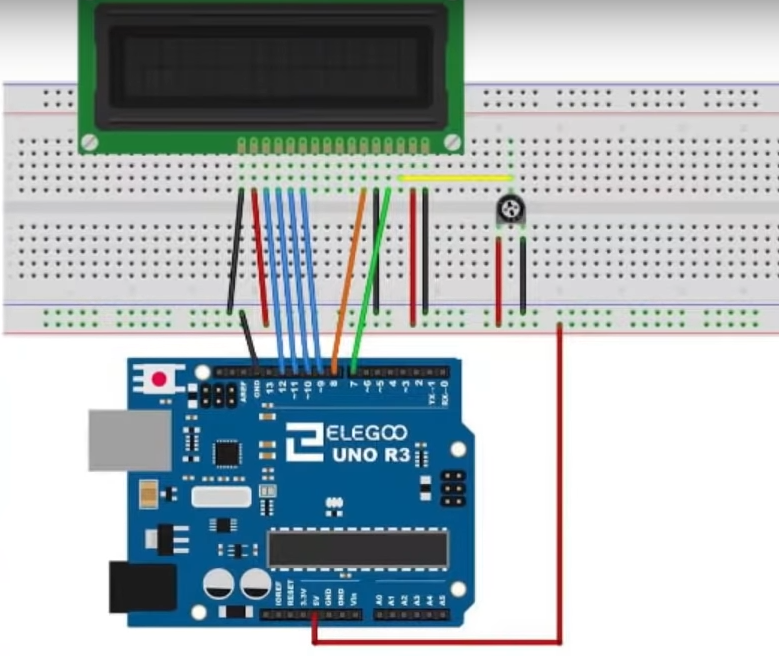 AREF
GND
13
12
~11
~10
~9
8
7
~6
~5
4
~3
2
TX→1
RX←0
ELEGOO
UNO R3
IOREF
RESET
3.3V
5V
GND
GND
Vin
A0
A1
A2
A3
A4
A5